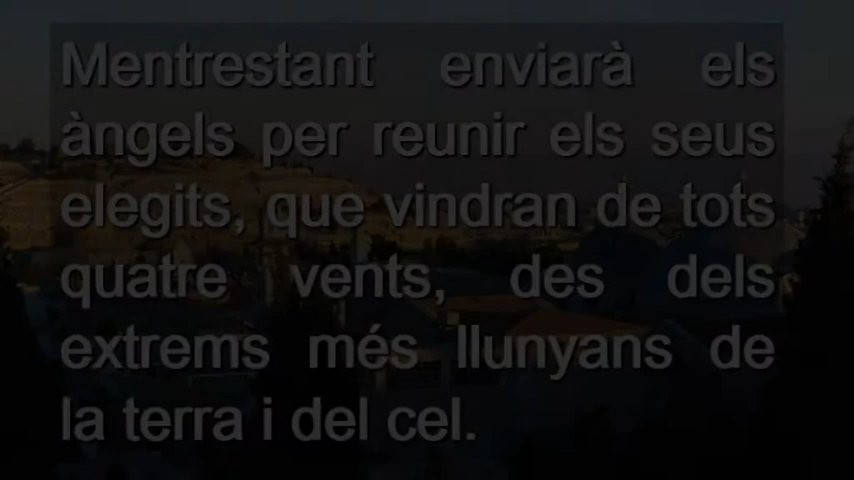 Mentrestant enviarà els
àngels per reunir els seus
elegits, que vindran de tots
quatre vents, des dels
extrems més llunyans de
la terra i del cel.